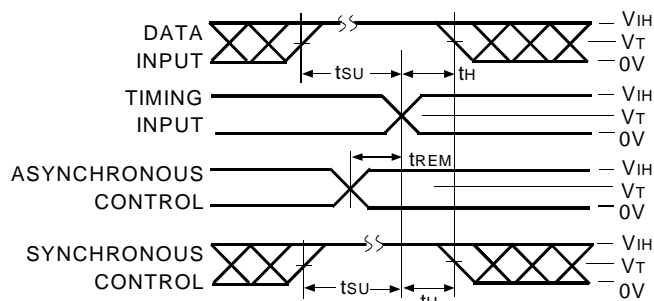 DATA
INPUT
tSU
tH
VIH
VT
0V
TIMING
INPUT
VIH
VT
0V
tREM
ASYNCHRONOUS
CONTROL
VIH
VT
0V
SYNCHRONOUS
CONTROL
tSU
tH
VIH
VT
0V